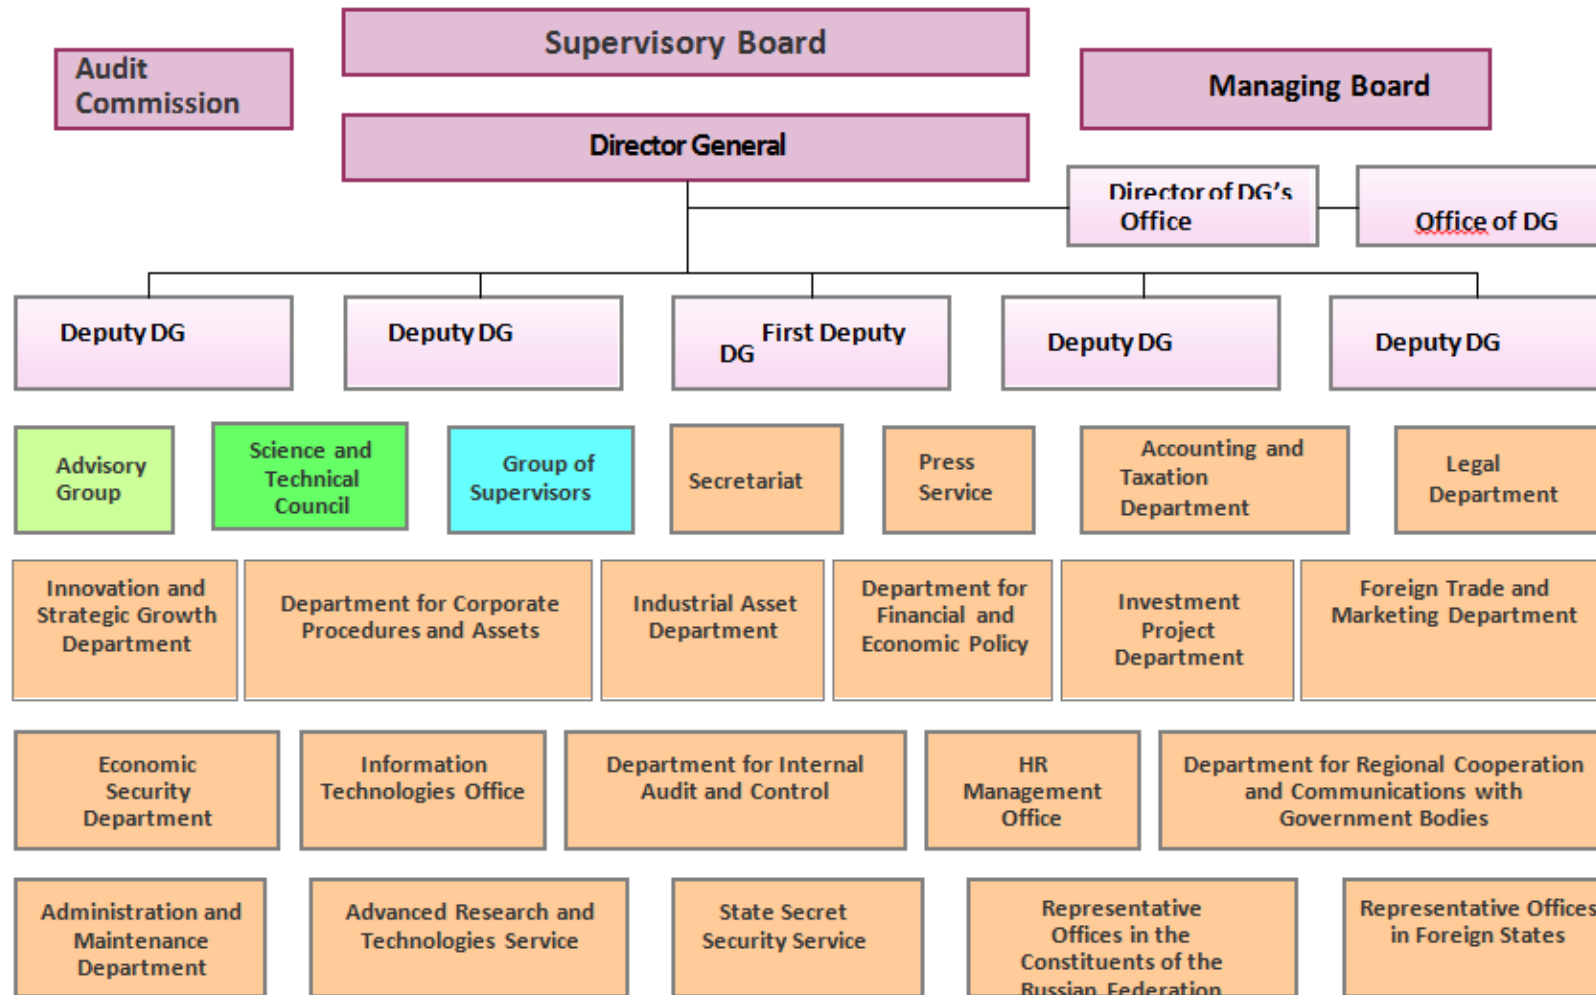 Supervisory Board
Audit
Commission
Managing Board
Director General
Director of DG's
Office
Office of DG
Deputy DG
Deputy DG
First Deputy
DG
Deputy DG
Deputy DG
Advisory
Group
Science and
Technical
Council
Group of
Supervisors
Secretariat
Press
Service
Accounting and
Taxation
Department
Legal
Department
Innovation and
Strategic Growth
Department
Department for Corporate
Procedures and Assets
Industrial Asset
Department
Department for
Financial and
Economic Policy
Investment
Project
Department
Foreign Trade and
Marketing Department
Economic
Security
Department
Information
Technologies Office
Department for Internal
Audit and Control
HR
Management
Office
Department for Regional Cooperation
and Communications with
Government Bodies
Administration and
Maintenance
Department
Advanced Research and
Technologies Service
State Secret
Security Service
Representative
Offices in the
Constituents of the
Russian Federation
Representative Offices
in Foreign States